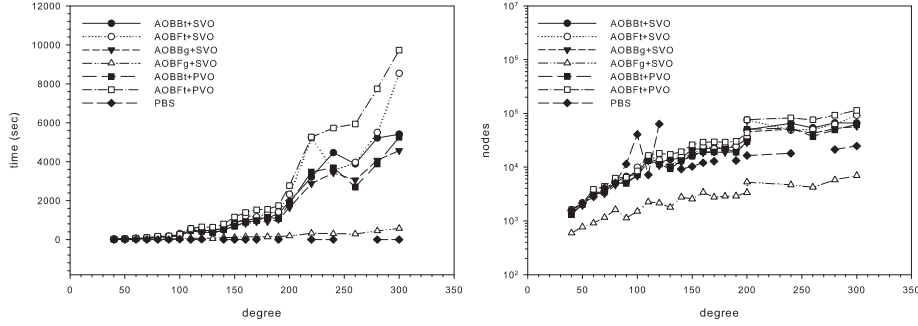 12000
10000
8000
6000
4000
2000
0
time (sec)
AOBBt+SVO
AOBFt+SVO
AOBBg+SVO
AOBFg+SVO
AOBBt+PVO
AOBFt+PVO
PBS
0 50 100 150 200 250 300 350
degree
10^7
10^6
10^5
10^4
10^3
10^2
nodes
AOBBt+SVO
AOBFt+SVO
AOBBg+SVO
AOBFg+SVO
AOBBt+PVO
AOBFt+PVO
PBS
0 50 100 150 200 250 300 350
degree